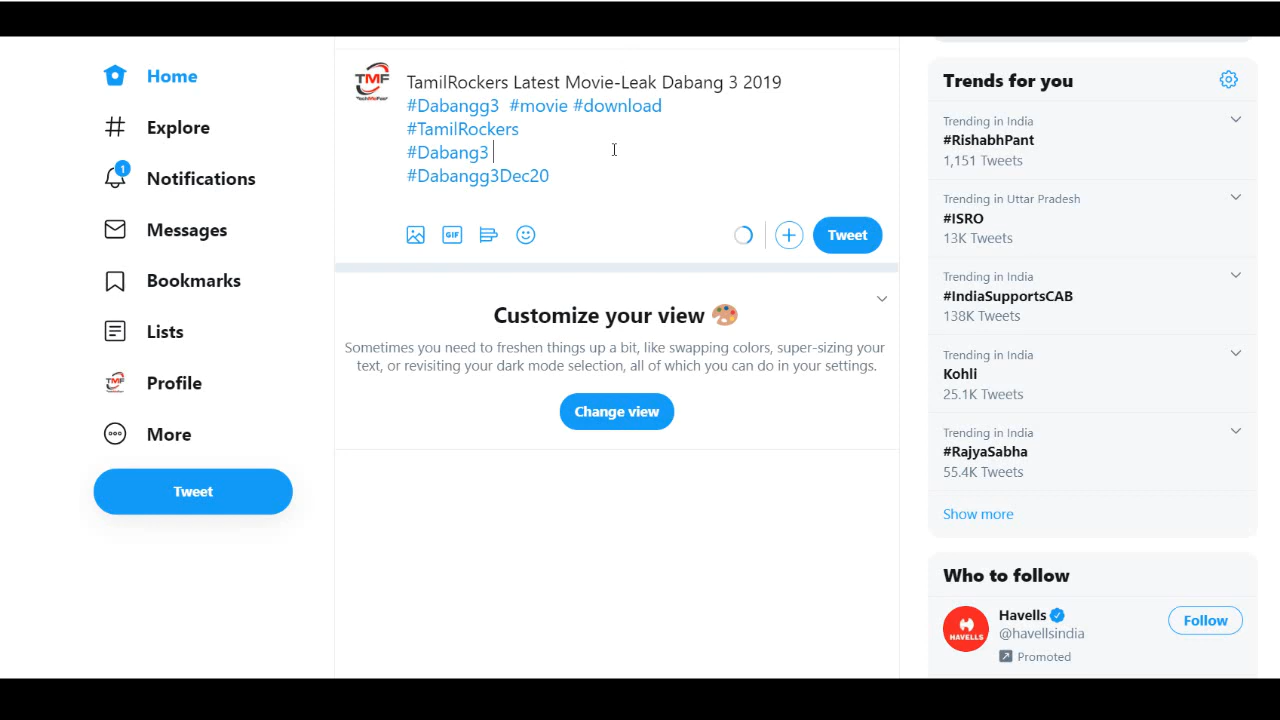 Home
Explore
1
Notifications
Messages
Bookmarks
Lists
TMF
Profile
More
Tweet
TMF
TamilRockers Latest Movie-Leak Dabang 3 2019
#Dabangg3 #movie #download
#TamilRockers
#Dabang3
#Dabangg3Dec20
GIF
Tweet
Customize your view
Sometimes you need to freshen things up a bit, like swapping colors, super-sizing your
text, or revisiting your dark mode selection, all of which you can do in your settings.
Change view
Trends for you
Trending in India
#RishabhPant
1,151 Tweets
Trending in Uttar Pradesh
#ISRO
13K Tweets
Trending in India
#IndiaSupportsCAB
138K Tweets
Trending in India
Kohli
25.1K Tweets
Trending in India
#RajyaSabha
55.4K Tweets
Show more
Who to follow
HAVELLS
Havells
@havellsindia
Follow
Promoted